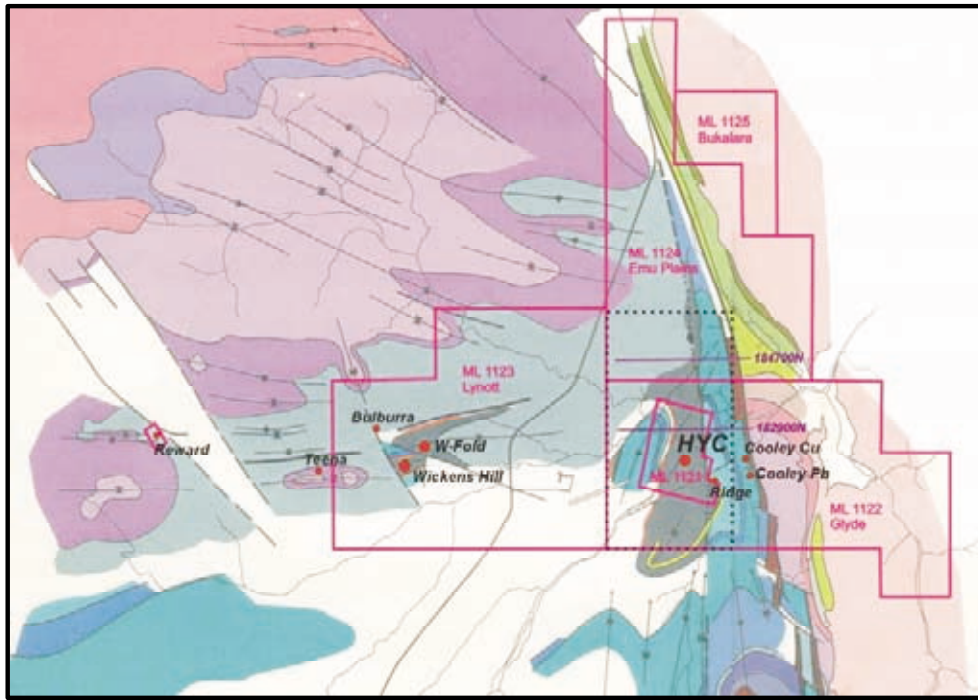 ML 1125
Bukalara
ML 1124
Emu Plains
184700N
ML 1123
Lynott
Bulburra
182900N
Reward
W-Fold
HYC
Cooley Cu
Teena
Wickens Hill
ML 1121
Cooley Pb
Ridge
ML 1122
Glyde